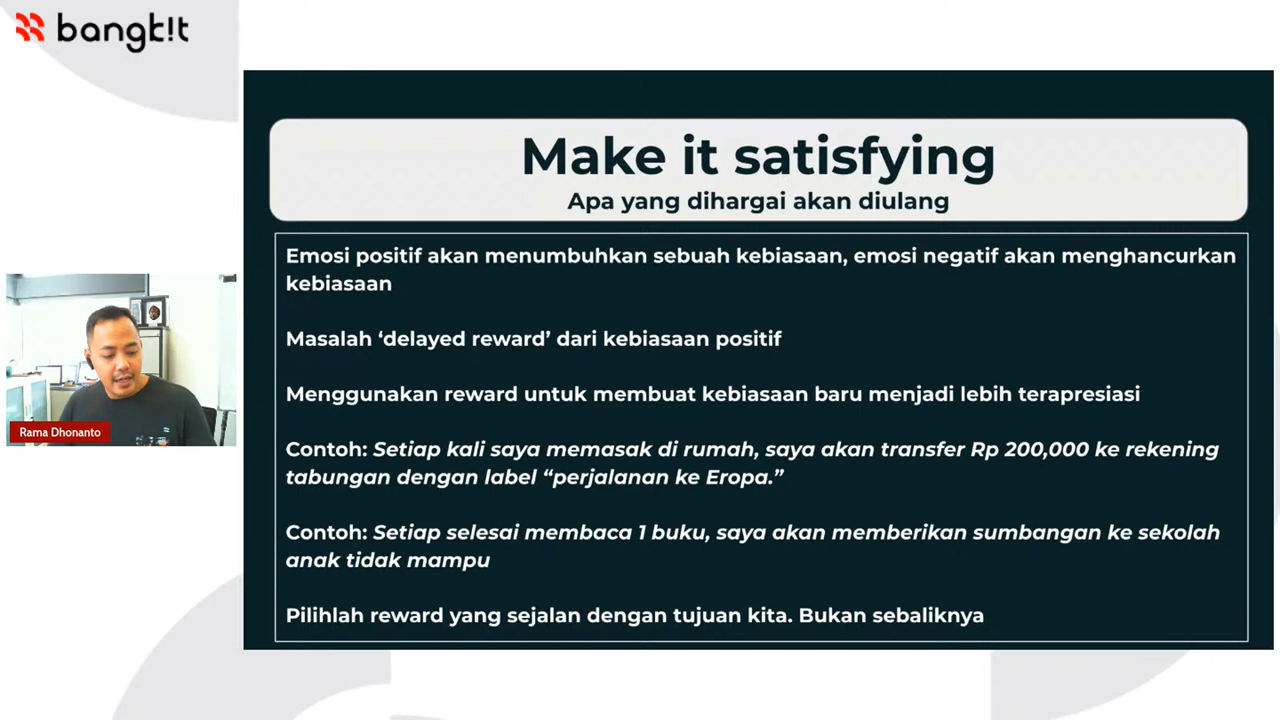 bangk!t
Make it satisfying
Apa yang dihargai akan diulang
Emosi positif akan menumbuhkan sebuah kebiasaan, emosi negatif akan menghancurkan
kebiasaan
Masalah ‘delayed reward’ dari kebiasaan positif
Menggunakan reward untuk membuat kebiasaan baru menjadi lebih terapresiasi
Contoh: Setiap kali saya memasak di rumah, saya akan transfer Rp 200,000 ke rekening
tabungan dengan label “perjalanan ke Eropa.”
Contoh: Setiap selesai membaca 1 buku, saya akan memberikan sumbangan ke sekolah
anak tidak mampu
Pilihlah reward yang sejalan dengan tujuan kita. Bukan sebaliknya
Rama Dhonanto